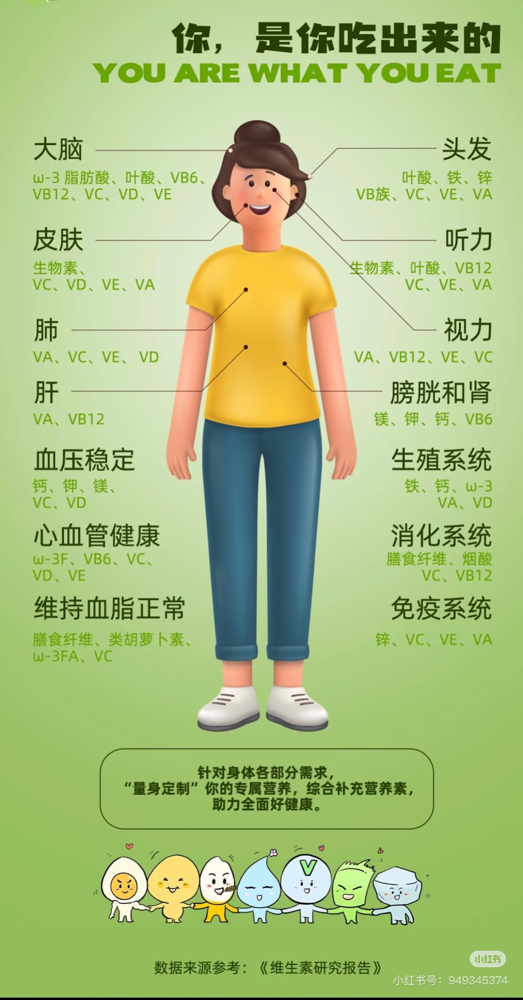 你，是你吃出来的
YOU ARE WHAT YOU EAT
大脑
ω-3 脂肪酸、叶酸、VB6、
VB12、VC、VD、VE
头发
叶酸、铁、锌
VB族、VC、VE、VA
皮肤
生物素、
VC、VD、VE、VA
听力
生物素、叶酸、VB12
VC、VE、VA
肺
VA、VC、VE、 VD
视力
VA、VB12、VE、VC
肝
VA、VB12
膀胱和肾
镁、钾、钙、VB6
血压稳定
钙、钾、镁、
VC、VD
生殖系统
铁、钙、ω-3
VA、VD
心血管健康
ω-3F、VB6、VC、
VD、VE
消化系统
膳食纤维、烟酸
VC、VB12
维持血脂正常
膳食纤维、类胡萝卜素、
ω-3FA、VC
免疫系统
锌、VC、VE、VA
针对身体各部分需求，
“量身定制”你的专属营养，综合补充营养素，
助力全面好健康。
V
数据来源参考：《维生素研究报告》
小红书
小红书号：949345374